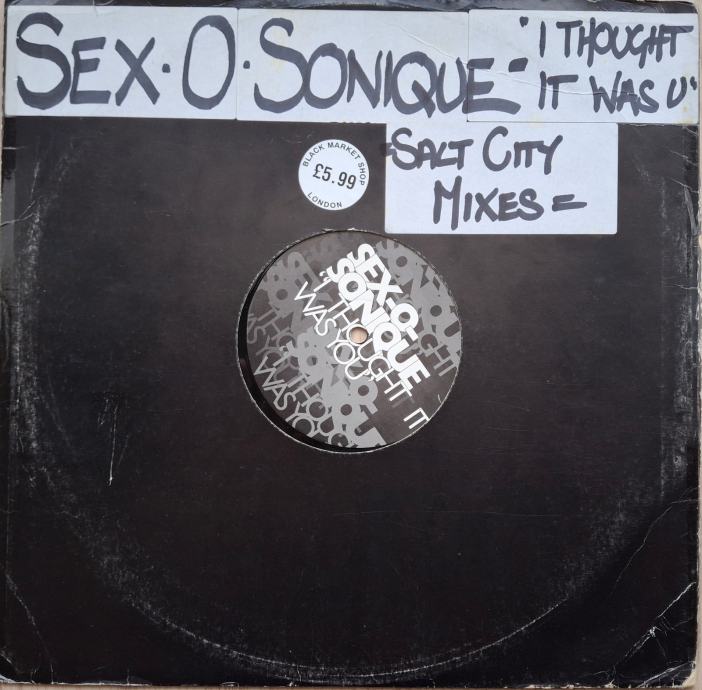 SEX·O·SONIQUE - "I THOUGHT
IT WAS U"
=SALT CITY
MIXES=
BLACK MARKET SHOP
£5.99
LONDON
SEX-O-
SONIQUE
"I THOUGHT IT
WAS YOU"